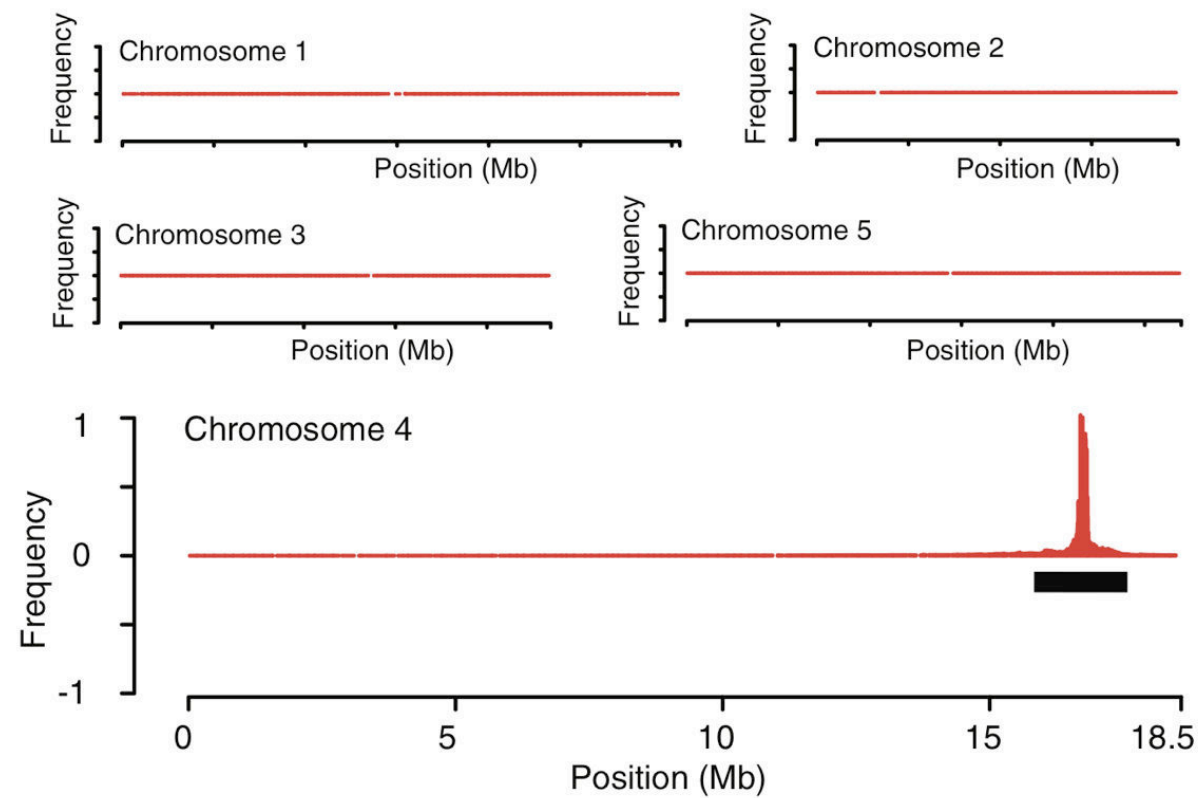 Frequency
Chromosome 1
Position (Mb)
Frequency
Chromosome 2
Position (Mb)
Frequency
Chromosome 3
Position (Mb)
Frequency
Chromosome 5
Position (Mb)
Frequency
Chromosome 4
1
0
-1
0 5 10 15 18.5
Position (Mb)